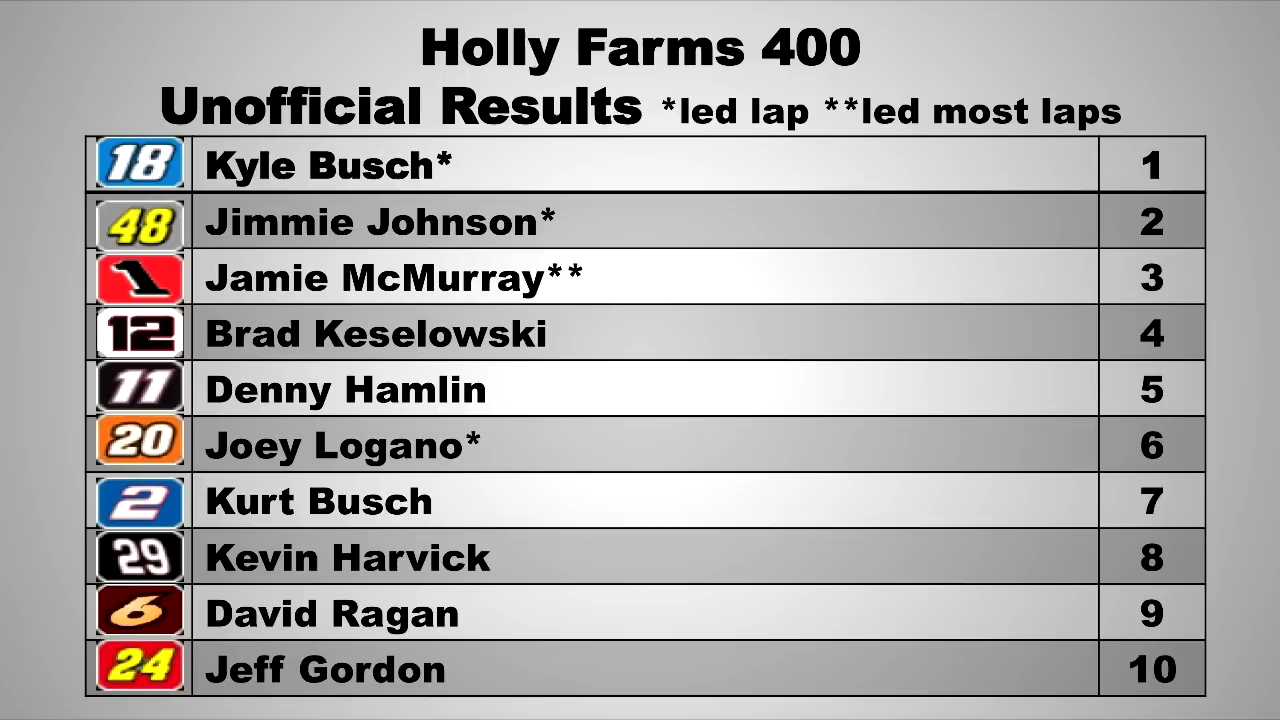 Holly Farms 400
Unofficial Results *led lap **led most laps
18 Kyle Busch* 1
48 Jimmie Johnson* 2
1 Jamie McMurray** 3
12 Brad Keselowski 4
11 Denny Hamlin 5
20 Joey Logano* 6
2 Kurt Busch 7
29 Kevin Harvick 8
6 David Ragan 9
24 Jeff Gordon 10